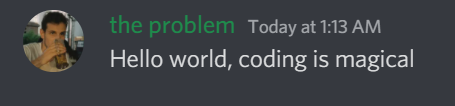 the problem Today at 1:13 AM
Hello world, coding is magical